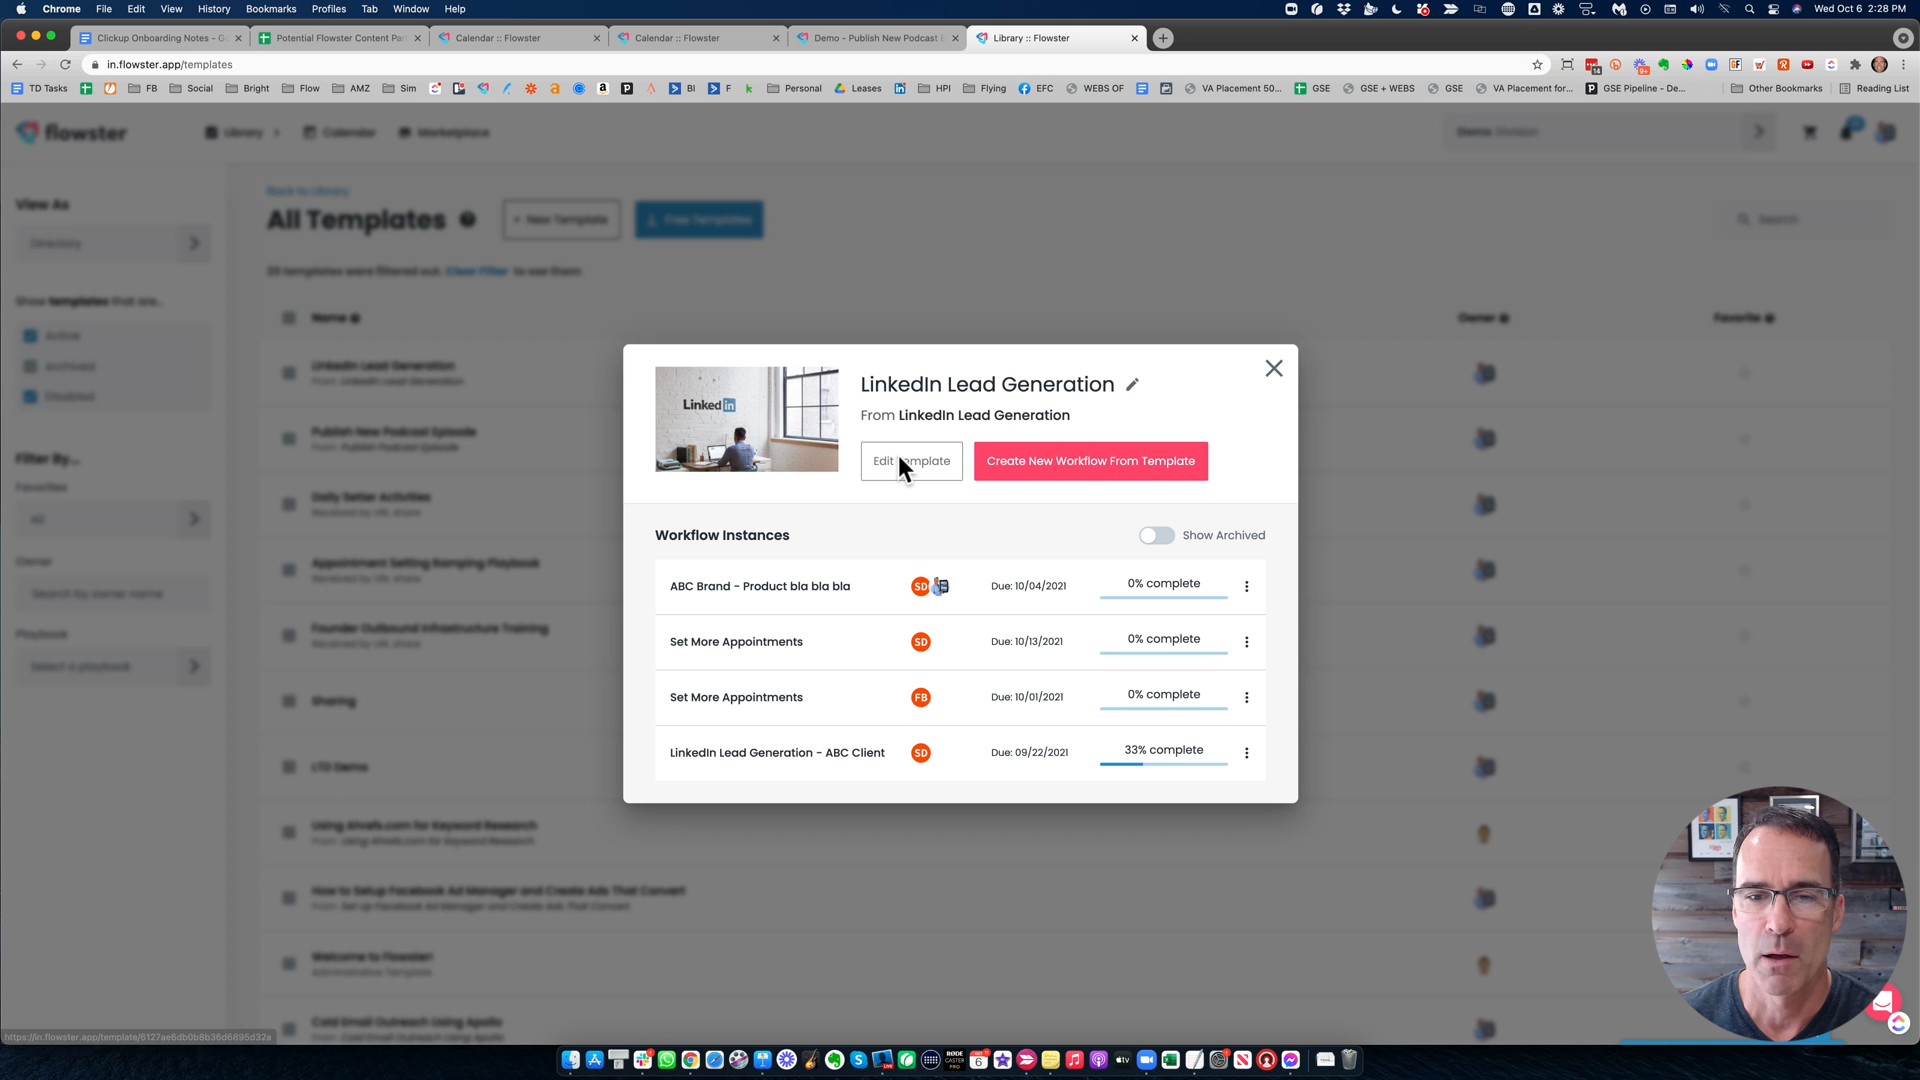 Chrome File Edit View History Bookmarks Profiles Tab Window Help
Wed Oct 6 2:28 PM
Clickup Onboarding Notes - G
Potential Flowster Content Part
Calendar :: Flowster
Calendar :: Flowster
Demo - Publish New Podcast E
Library :: Flowster
in.flowster.app/templates
TD Tasks FB Social Bright Flow AMZ Sim BI F Personal Leases HPI Flying EFC WEBS OF VA Placement 50... GSE GSE + WEBS GSE VA Placement for... GSE Pipeline - De... Other Bookmarks Reading List
flowster
Library
Calendar
Marketplace
Demo Division
Back to Library
View As
All Templates
+ New Template
Free Templates
Search
Directory
25 templates were filtered out. Clear Filter to see them
Show templates that are...
Name
Owner
Favorite
Active
Archived
Disabled
LinkedIn Lead Generation
From: LinkedIn Lead Generation
Publish New Podcast Episode
From: Publish Podcast Episode
Filter By...
Favorites
All
Daily Setter Activities
Received by URL share
Owner
Search by owner name
Appointment Setting Ramping Playbook
Received by URL share
Playbook
Select a playbook
Founder Outbound Infrastructure Training
Received by URL share
Sharing
LTD Demo
Using Ahrefs.com for Keyword Research
From: Using Ahrefs.com for Keyword Research
How to Setup Facebook Ad Manager and Create Ads That Convert
From: Set Up Facebook Ad Manager and Create Ads That Convert
Welcome to Flowster!
Administrative Template
Cold Email Outreach Using Apollo
Linked in
LinkedIn Lead Generation
From LinkedIn Lead Generation
Edit Template
Create New Workflow From Template
Workflow Instances
Show Archived
ABC Brand - Product bla bla bla SD Due: 10/04/2021 0% complete
Set More Appointments SD Due: 10/13/2021 0% complete
Set More Appointments FB Due: 10/01/2021 0% complete
LinkedIn Lead Generation - ABC Client SD Due: 09/22/2021 33% complete
https://in.flowster.app/template/6127ae6db0b8b36d6695d32a